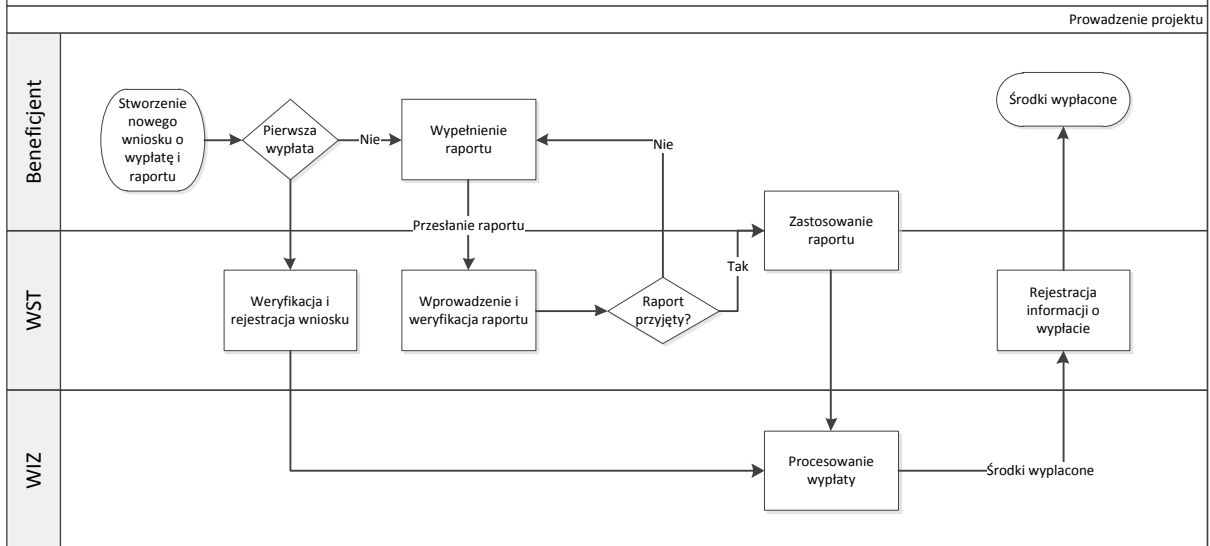 Prowadzenie projektu
Beneficjent
Stworzenie
nowego
wniosku o
wypłatę i
raportu
Pierwsza
wypłata
Nie
Wypełnienie
raportu
Nie
Środki wypłacone
Przesłanie raportu
Zastosowanie
raportu
WST
Weryfikacja i
rejestracja wniosku
Wprowadzenie i
weryfikacja raportu
Raport
przyjęty?
Tak
Rejestracja
informacji o
wypłacie
WIZ
Procesowanie
wypłaty
Środki wyplacone